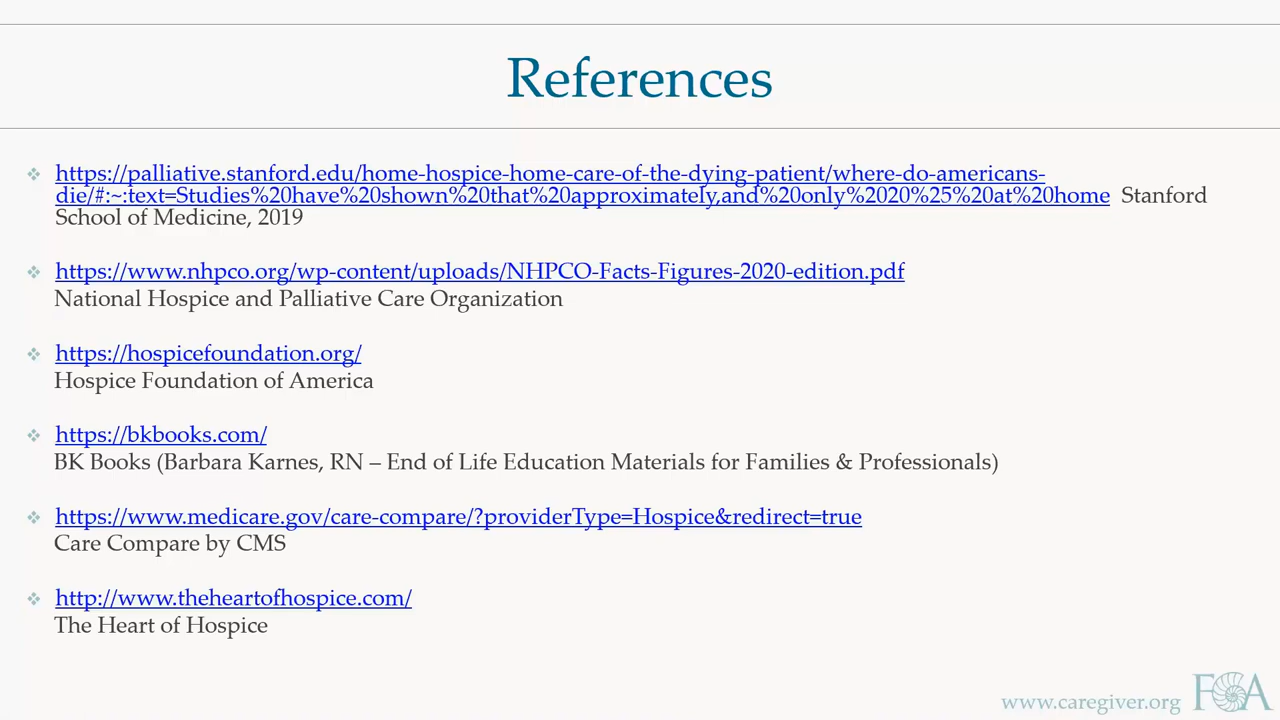 References
https://palliative.stanford.edu/home-hospice-home-care-of-the-dying-patient/where-do-americans-
die/#:~:text=Studies%20have%20shown%20that%20approximately,and%20only%2020%25%20at%20home Stanford
School of Medicine, 2019
https://www.nhpco.org/wp-content/uploads/NHPCO-Facts-Figures-2020-edition.pdf
National Hospice and Palliative Care Organization
https://hospicefoundation.org/
Hospice Foundation of America
https://bkbooks.com/
BK Books (Barbara Karnes, RN – End of Life Education Materials for Families & Professionals)
https://www.medicare.gov/care-compare/?providerType=Hospice&redirect=true
Care Compare by CMS
http://www.theheartofhospice.com/
The Heart of Hospice
www.caregiver.org FCA